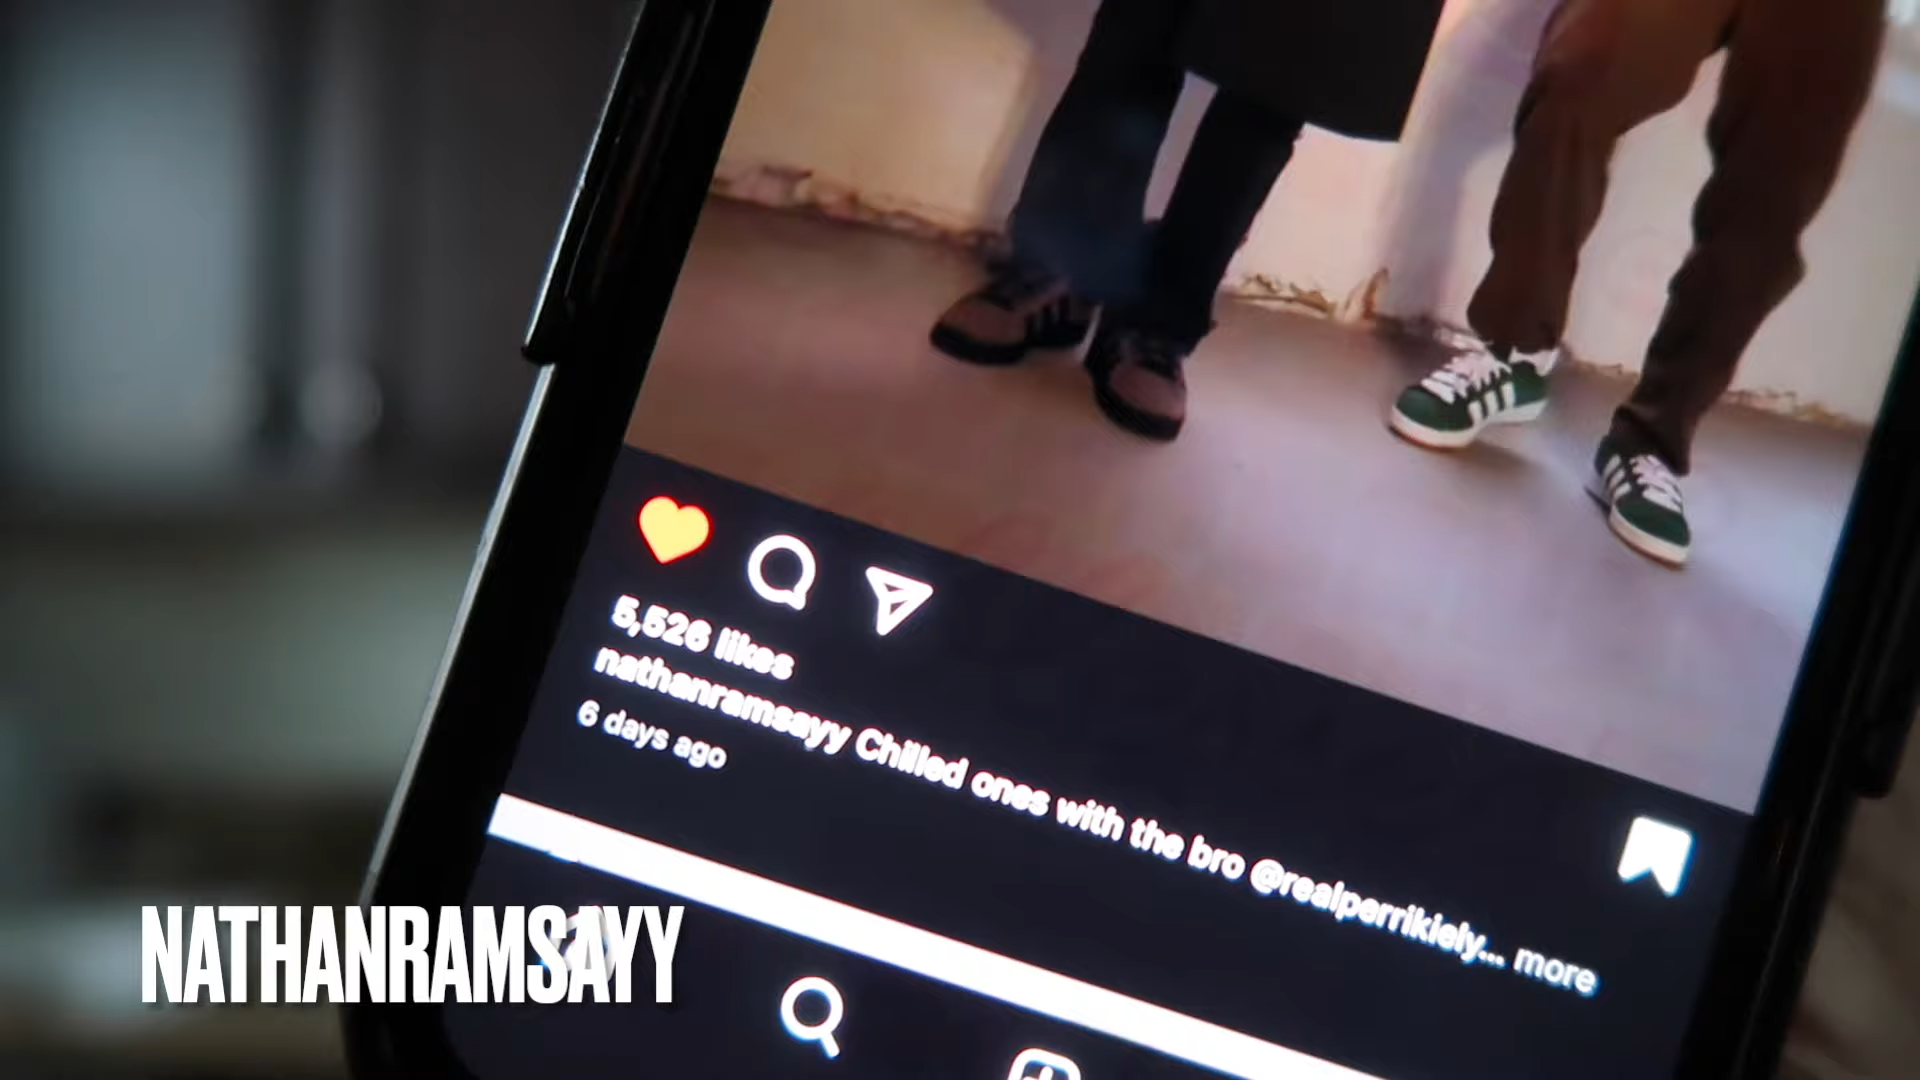 5,526 likes
nathanramsayy Chilled ones with the bro @realperrikiely... more
6 days ago
NATHANRAMSAYY